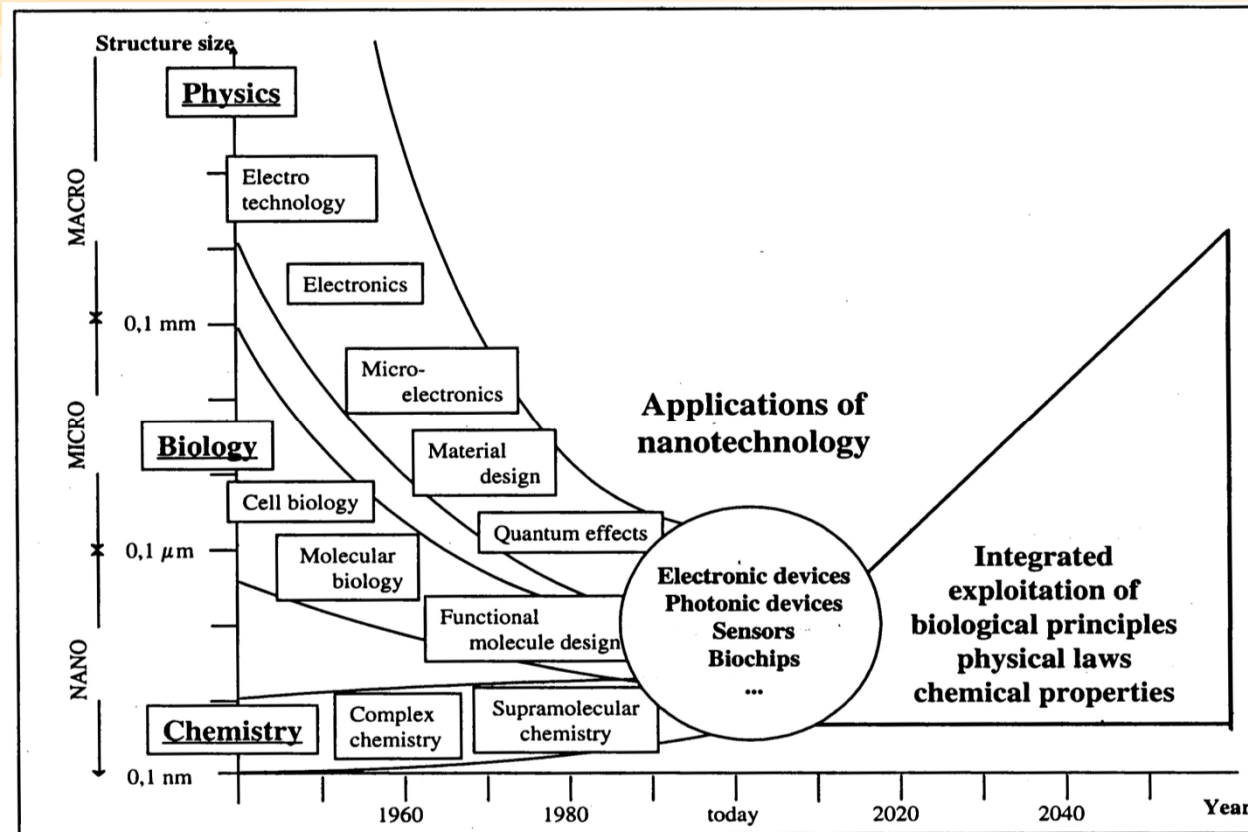 Structure size
Physics
MACRO
Electro
technology
Electronics
0,1 mm
Micro-
electronics
Applications of
nanotechnology
MICRO
Biology
Material
design
Cell biology
Quantum effects
0,1 μm
Molecular
biology
Electronic devices
Photonic devices
Sensors
Biochips
...
Integrated
exploitation of
biological principles
physical laws
chemical properties
Functional
molecule design
NANO
Chemistry
Complex
chemistry
Supramolecular
chemistry
0,1 nm
1960
1980
today
2020
2040
Year